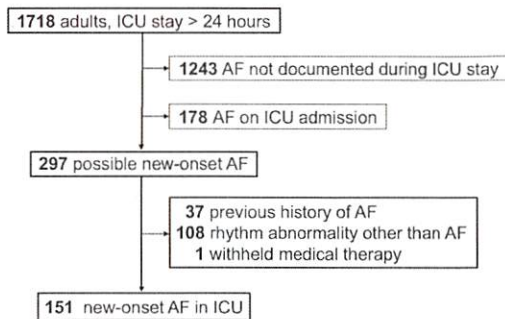 1718 adults, ICU stay > 24 hours
1243 AF not documented during ICU stay
178 AF on ICU admission
297 possible new-onset AF
37 previous history of AF
108 rhythm abnormality other than AF
1 withheld medical therapy
151 new-onset AF in ICU